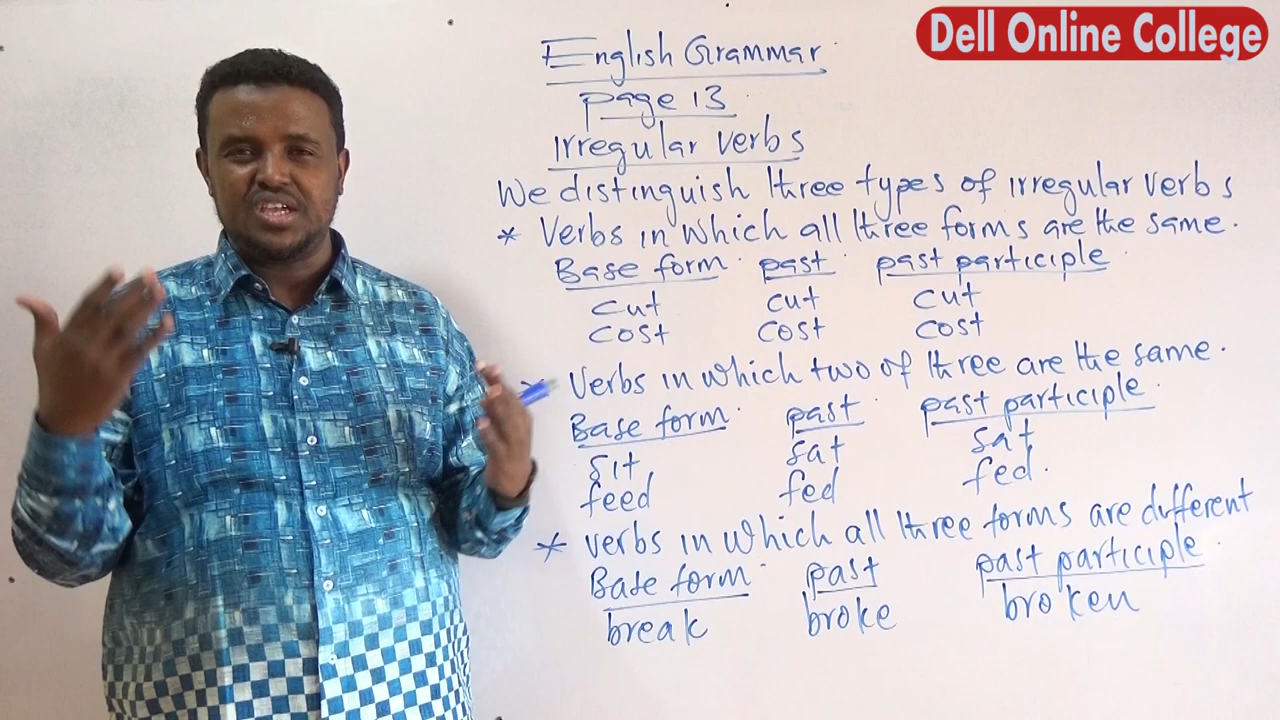 Dell Online College
English Grammar
page 13
Irregular verbs
We distinguish three types of irregular verbs
* Verbs in which all three forms are the same.
Base form past past participle
cut cut cut
cost cost cost
* Verbs in which two of three are the same.
Base form past past participle
sit sat sat
feed fed fed.
* verbs in which all three forms are different
Base form past past participle
break broke broken